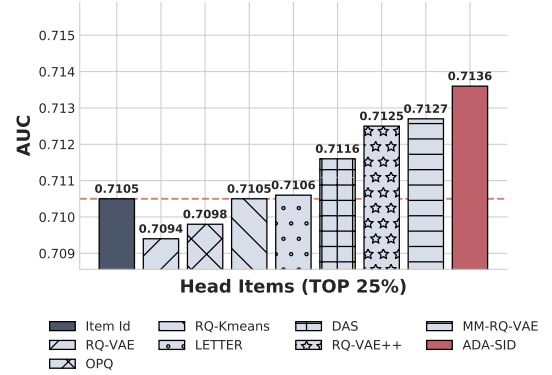 0.715
0.714
0.713
0.712
0.711
0.710
0.709
AUC
0.7105
0.7094
0.7098
0.7105
0.7106
0.7116
0.7125
0.7127
0.7136
Head Items (TOP 25%)
Item Id
RQ-Kmeans
DAS
MM-RQ-VAE
RQ-VAE
LETTER
RQ-VAE++
ADA-SID
OPQ